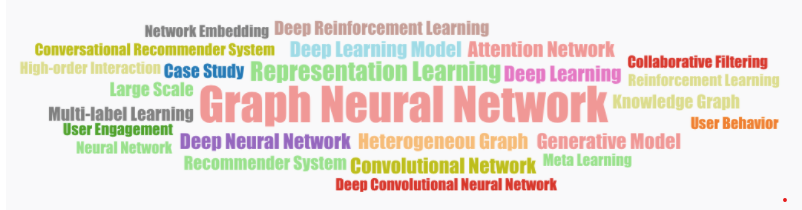 Network Embedding Deep Reinforcement Learning
Conversational Recommender System Deep Learning Model Attention Network
High-order Interaction Case Study Representation Learning Deep Learning Collaborative Filtering
Reinforcement Learning
Large Scale Graph Neural Network Knowledge Graph
Multi-label Learning
User Behavior
User Engagement
Neural Network Deep Neural Network Heterogeneou Graph Generative Model
Recommender System Convolutional Network Meta Learning
Deep Convolutional Neural Network